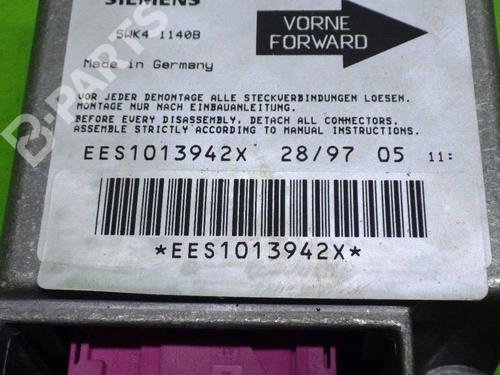 SIEMENS
5WK4 1140B
VORNE
FORWARD
Made in Germany
VOR JEDER DEMONTAGE ALLE STECKVERBINDUNGEN LOESEN.
MONTAGE NUR NACH EINBAUANLEITUNG.
BEFORE EVERY DISASSEMBLY, DETACH ALL CONNECTORS.
ASSEMBLE STRICTLY ACCORDING TO MANUAL INSTRUCTIONS.
EES1013942X 28/97 05 11:
*EES1013942X*
B-PARTS